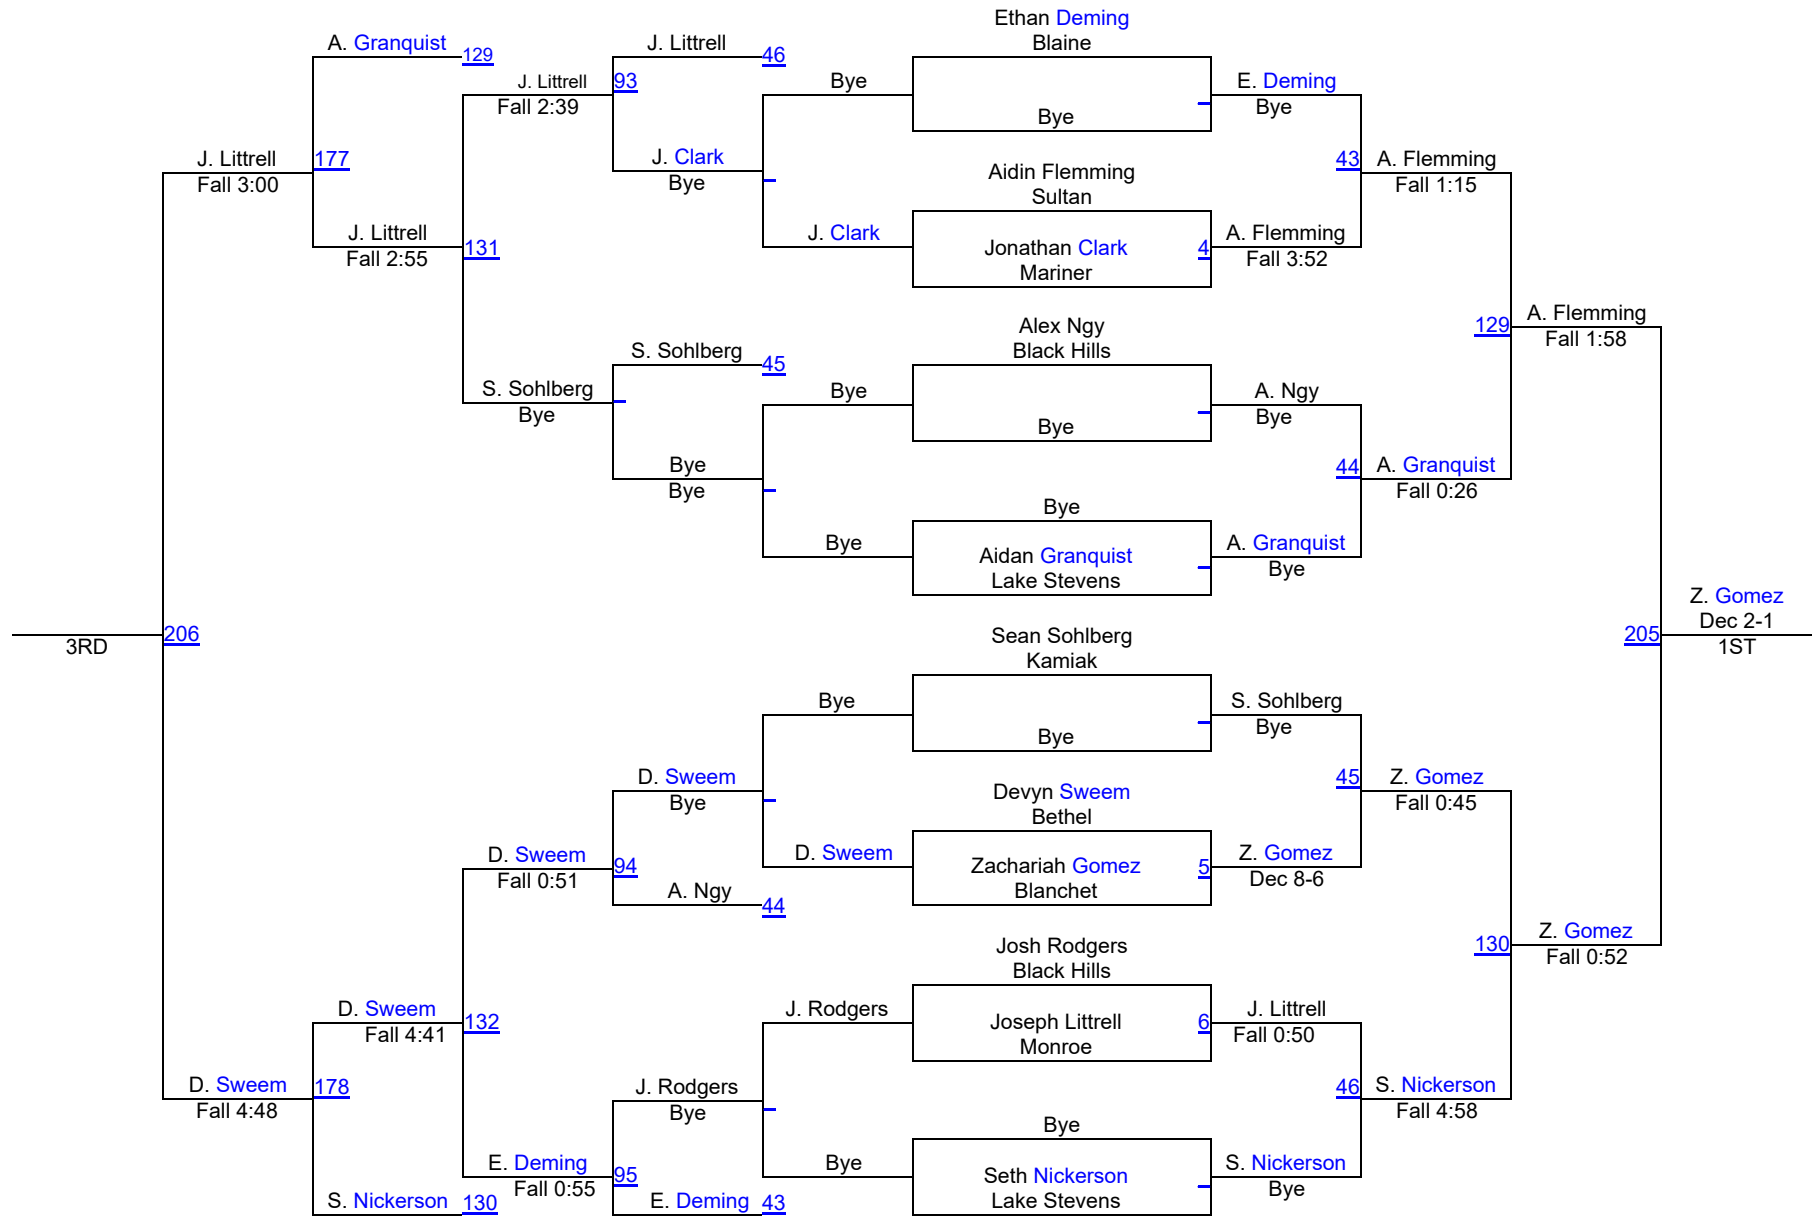 Ethan Deming
A. Granquist
J. Littrell
Blaine
129
46
J. Littrell
93
Bye
E. Deming
Fall 2:39
Bye
Bye
J. Littrell
177
J. Clark
43
A. Flemming
Fall 3:00
Bye
Aidin Flemming
Fall 1:15
Sultan
J. Littrell
131
J. Clark
Jonathan Clark
4
A. Flemming
Fall 2:55
Mariner
Fall 3:52
Alex Ngy
129
A. Flemming
S. Sohlberg
45
Black Hills
Fall 1:58
S. Sohlberg
Bye
A. Ngy
Bye
Bye
Bye
Bye
44
A. Granquist
Bye
Fall 0:26
Bye
Bye
Aidan Granquist
A. Granquist
Lake Stevens
Bye
Z. Gomez
206
Sean Sohlberg
205
Dec 2-1
3RD
Kamiak
1ST
Bye
S. Sohlberg
Bye
Bye
D. Sweem
Devyn Sweem
45
Z. Gomez
Bye
Bethel
Fall 0:45
D. Sweem
94
D. Sweem
Zachariah Gomez
5
Z. Gomez
Fall 0:51
Blanchet
Dec 8-6
A. Ngy
44
Josh Rodgers
130
Z. Gomez
Black Hills
Fall 0:52
D. Sweem
132
J. Rodgers
Joseph Littrell
6
J. Littrell
Fall 4:41
Monroe
Fall 0:50
D. Sweem
178
J. Rodgers
46
S. Nickerson
Fall 4:48
Bye
Fall 4:58
Bye
E. Deming
95
Bye
Seth Nickerson
S. Nickerson
Fall 0:55
Lake Stevens
Bye
S. Nickerson
130
E. Deming
43